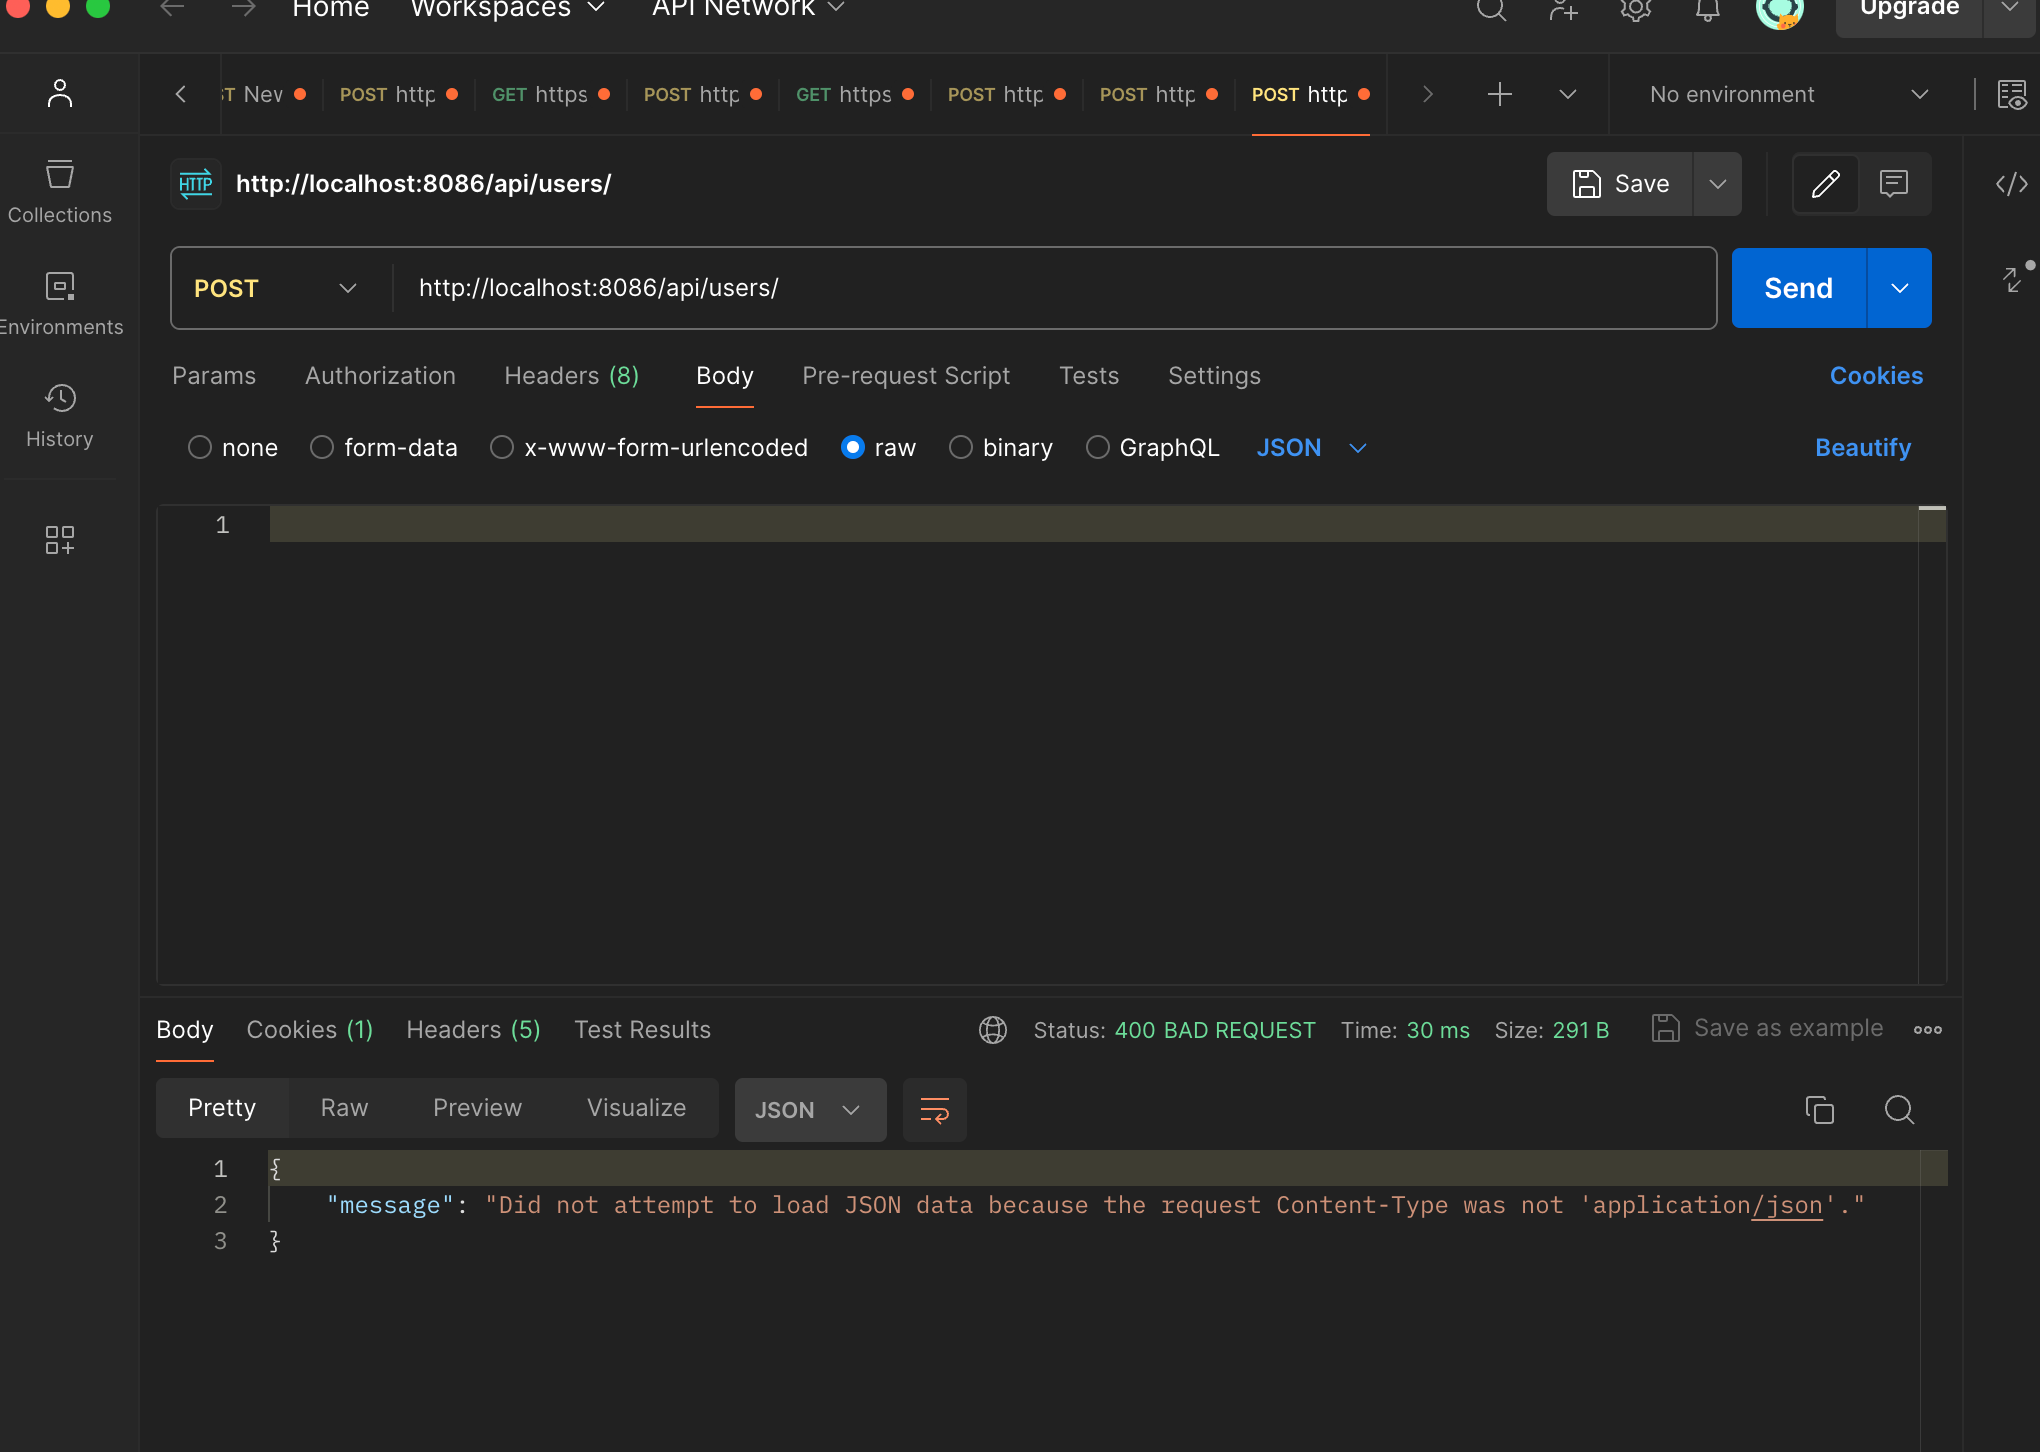 Home Workspaces API Network Upgrade
ST Nev POST http GET https POST http GET https POST http POST http POST http No environment
HTTP http://localhost:8086/api/users/ Save
Collections
POST http://localhost:8086/api/users/ Send
Environments
Params Authorization Headers (8) Body Pre-request Script Tests Settings Cookies
History
none form-data x-www-form-urlencoded raw binary GraphQL JSON Beautify
1
Body Cookies (1) Headers (5) Test Results Status: 400 BAD REQUEST Time: 30 ms Size: 291 B Save as example
Pretty Raw Preview Visualize JSON
1 {
2 "message": "Did not attempt to load JSON data because the request Content-Type was not 'application/json'."
3 }